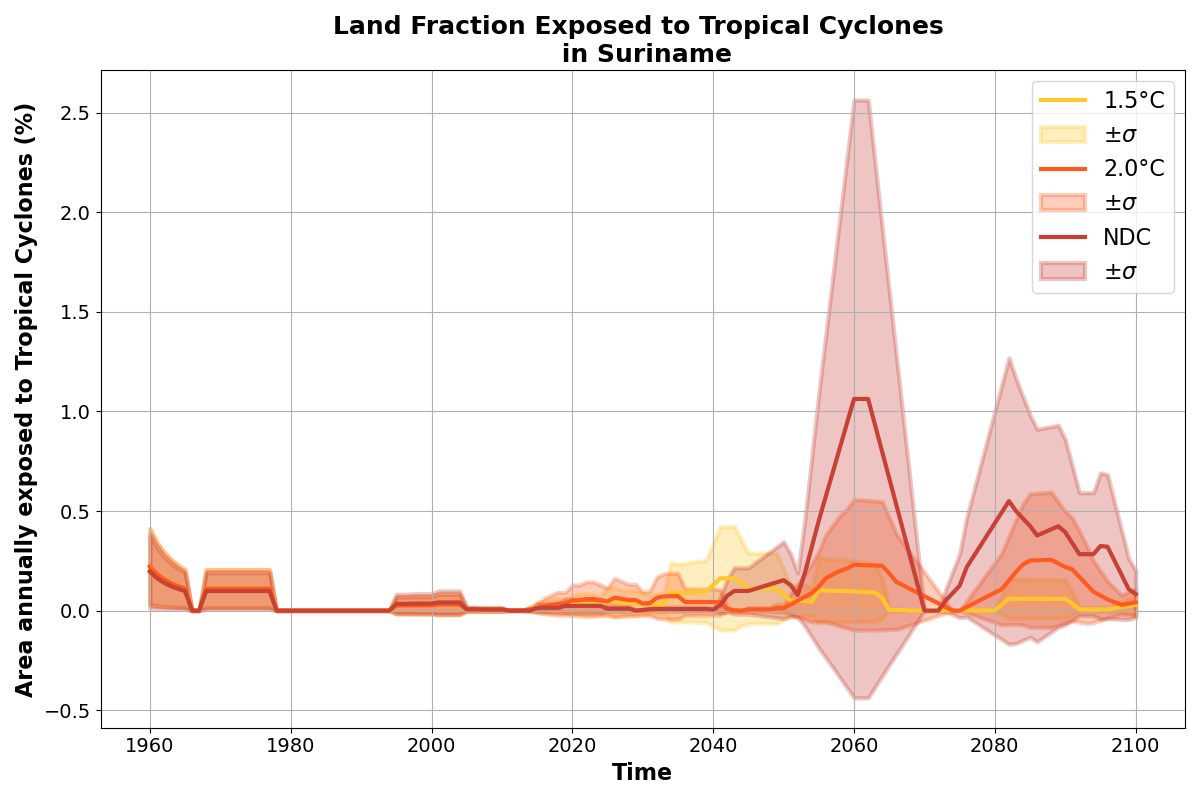 Land Fraction Exposed to Tropical Cyclones
in Suriname
Area annually exposed to Tropical Cyclones (%)
2.5
2.0
1.5
1.0
0.5
0.0
−0.5
1960
1980
2000
2020
2040
2060
2080
2100
Time
1.5°C
±σ
2.0°C
±σ
NDC
±σ